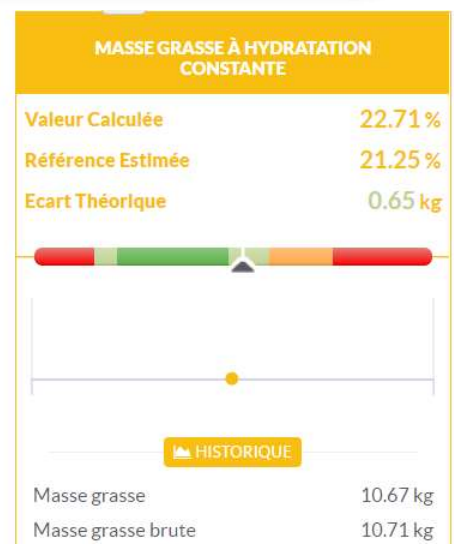 MASSE GRASSE À HYDRATATION
CONSTANTE
Valeur Calculée 22.71 %
Référence Estimée 21.25 %
Ecart Théorique 0.65 kg
HISTORIQUE
Masse grasse 10.67 kg
Masse grasse brute 10.71 kg